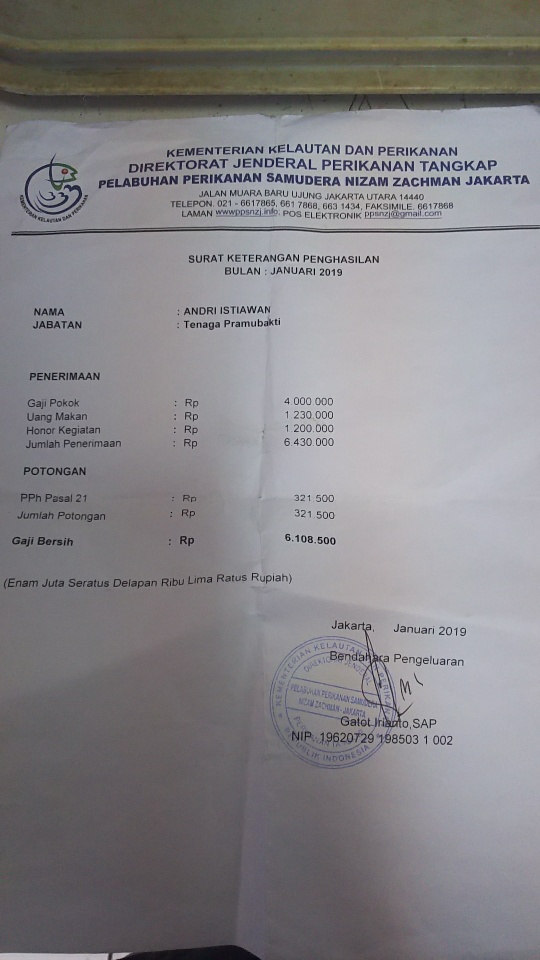 KEMENTERIAN KELAUTAN DAN PERIKANAN
DIREKTORAT JENDERAL PERIKANAN TANGKAP
PELABUHAN PERIKANAN SAMUDERA NIZAM ZACHMAN JAKARTA
JALAN MUARA BARU UJUNG JAKARTA UTARA 14440
TELEPON. 021 - 6617865, 661 7868, 663 1434, FAKSIMILE. 6617868
LAMAN wwwppsnzj.info, POS ELEKTRONIK ppsnzj@gmail.com
KEMENTERIAN KELAUTAN DAN PERIKANAN
SURAT KETERANGAN PENGHASILAN
BULAN : JANUARI 2019
NAMA : ANDRI ISTIAWAN
JABATAN : Tenaga Pramubakti
PENERIMAAN
Gaji Pokok : Rp 4.000.000
Uang Makan : Rp 1.230.000
Honor Kegiatan : Rp 1.200.000
Jumlah Penerimaan : Rp 6.430.000
POTONGAN
PPh Pasal 21 : Rp 321.500
Jumlah Potongan : Rp 321.500
Gaji Bersih : Rp 6.108.500
(Enam Juta Seratus Delapan Ribu Lima Ratus Rupiah)
Jakarta, Januari 2019
Bendahara Pengeluaran
KEMENTERIAN KELAUTAN DAN PERIKANAN
DIREKTORAT JENDERAL
PELABUHAN PERIKANAN SAMUDERA
NIZAM ZACHMAN - JAKARTA
REPUBLIK INDONESIA
Gatot Irianto,SAP
NIP. 19620729 198503 1 002